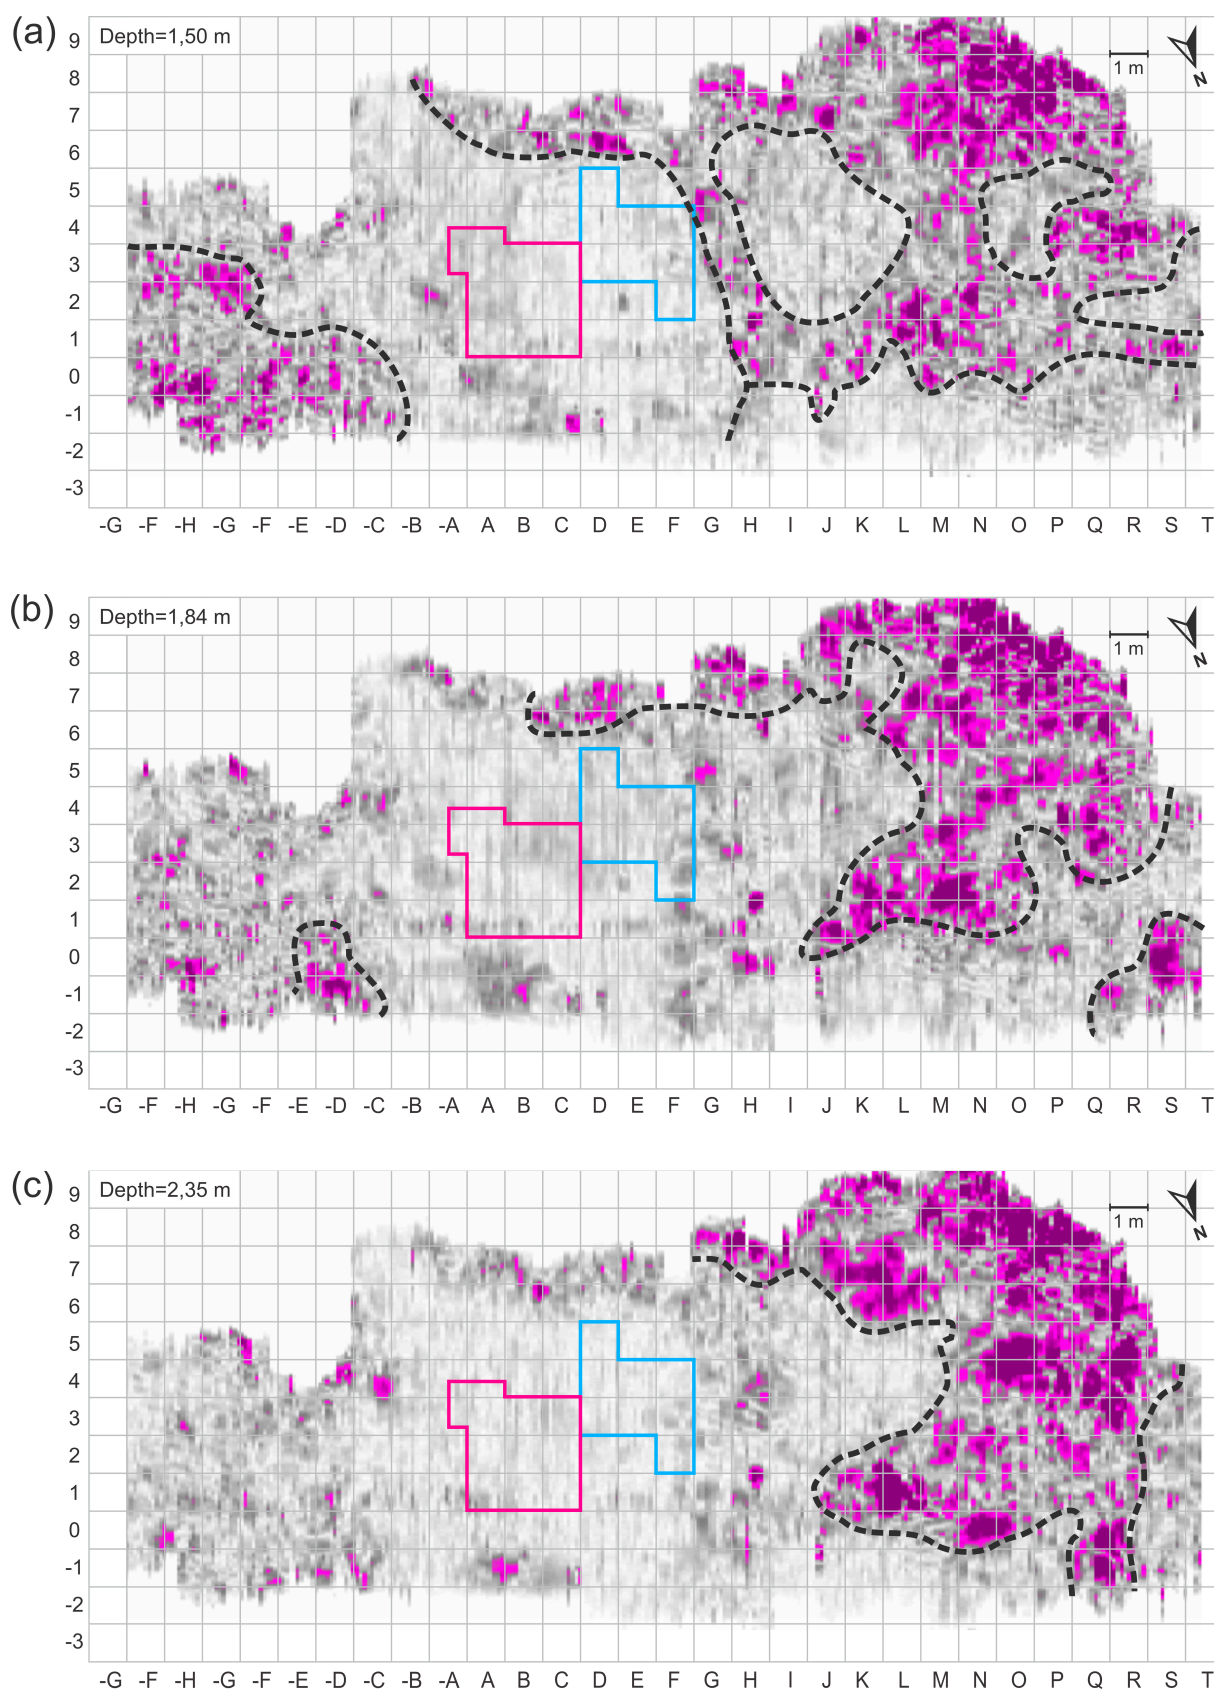 (a)
Depth=1,50 m
9
8
7
6
5
4
3
2
1
0
-1
-2
-3
1 m
N
-G -F -H -G -F -E -D -C -B -A A B C D E F G H I J K L M N O P Q R S T
(b)
Depth=1,84 m
9
8
7
6
5
4
3
2
1
0
-1
-2
-3
1 m
N
-G -F -H -G -F -E -D -C -B -A A B C D E F G H I J K L M N O P Q R S T
(c)
Depth=2,35 m
9
8
7
6
5
4
3
2
1
0
-1
-2
-3
1 m
N
-G -F -H -G -F -E -D -C -B -A A B C D E F G H I J K L M N O P Q R S T